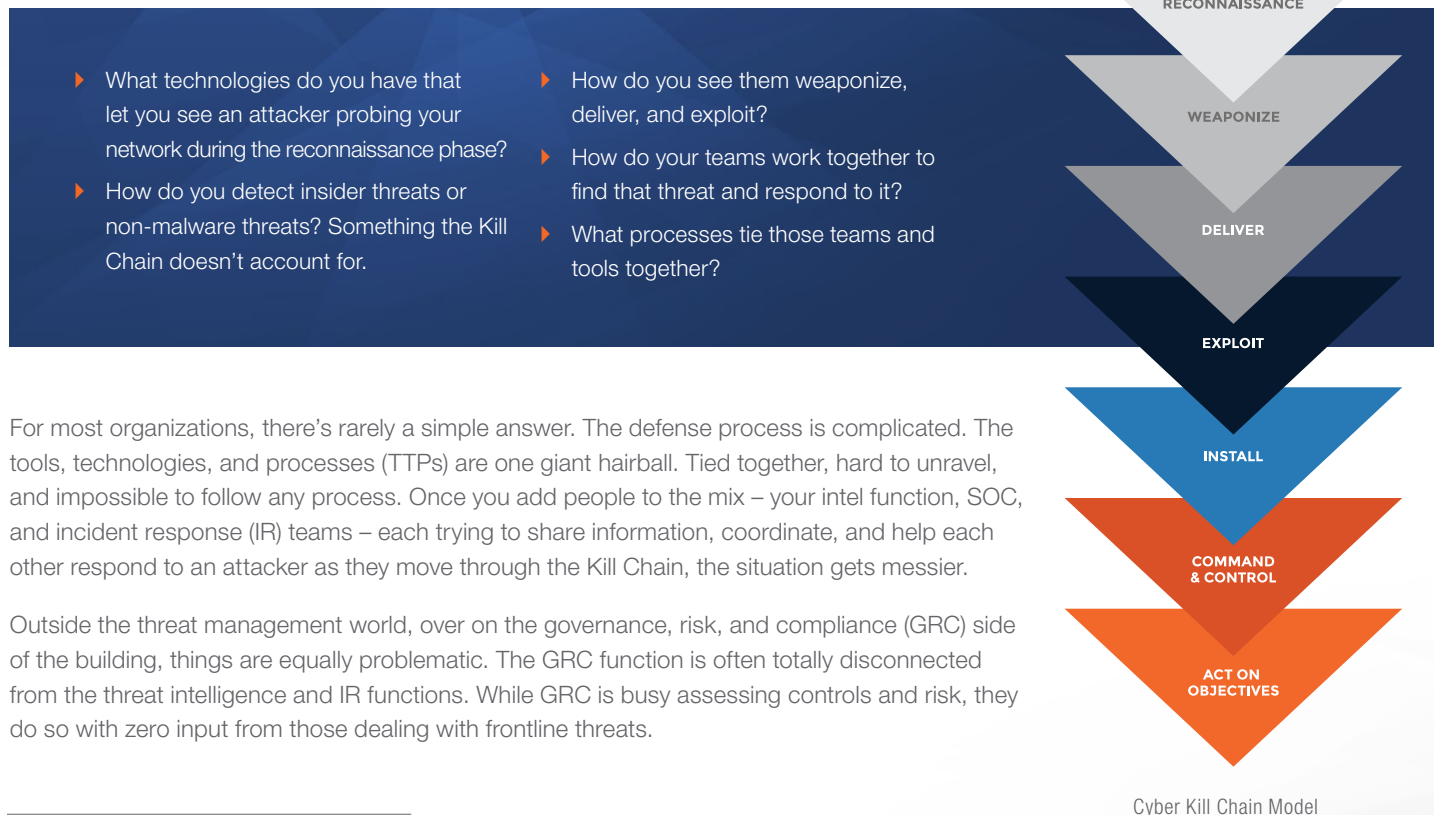 What technologies do you have that
let you see an attacker probing your
network during the reconnaissance phase?
How do you detect insider threats or
non-malware threats? Something the Kill
Chain doesn’t account for.
How do you see them weaponize,
deliver, and exploit?
How do your teams work together to
find that threat and respond to it?
What processes tie those teams and
tools together?
For most organizations, there’s rarely a simple answer. The defense process is complicated. The
tools, technologies, and processes (TTPs) are one giant hairball. Tied together, hard to unravel,
and impossible to follow any process. Once you add people to the mix – your intel function, SOC,
and incident response (IR) teams – each trying to share information, coordinate, and help each
other respond to an attacker as they move through the Kill Chain, the situation gets messier.
Outside the threat management world, over on the governance, risk, and compliance (GRC) side
of the building, things are equally problematic. The GRC function is often totally disconnected
from the threat intelligence and IR functions. While GRC is busy assessing controls and risk, they
do so with zero input from those dealing with frontline threats.
RECONNAISSANCE
WEAPONIZE
DELIVER
EXPLOIT
INSTALL
COMMAND
& CONTROL
ACT ON
OBJECTIVES
Cyber Kill Chain Model